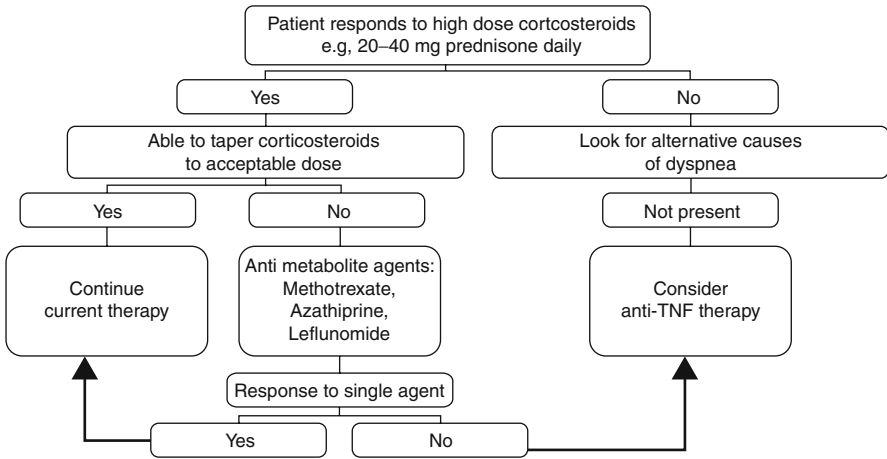 Patient responds to high dose cortcosteroids
e.g, 20–40 mg prednisone daily
Yes
No
Able to taper corticosteroids
to acceptable dose
Look for alternative causes
of dyspnea
Yes
No
Not present
Continue
current therapy
Anti metabolite agents:
Methotrexate,
Azathiprine,
Leflunomide
Consider
anti-TNF therapy
Response to single agent
Yes
No